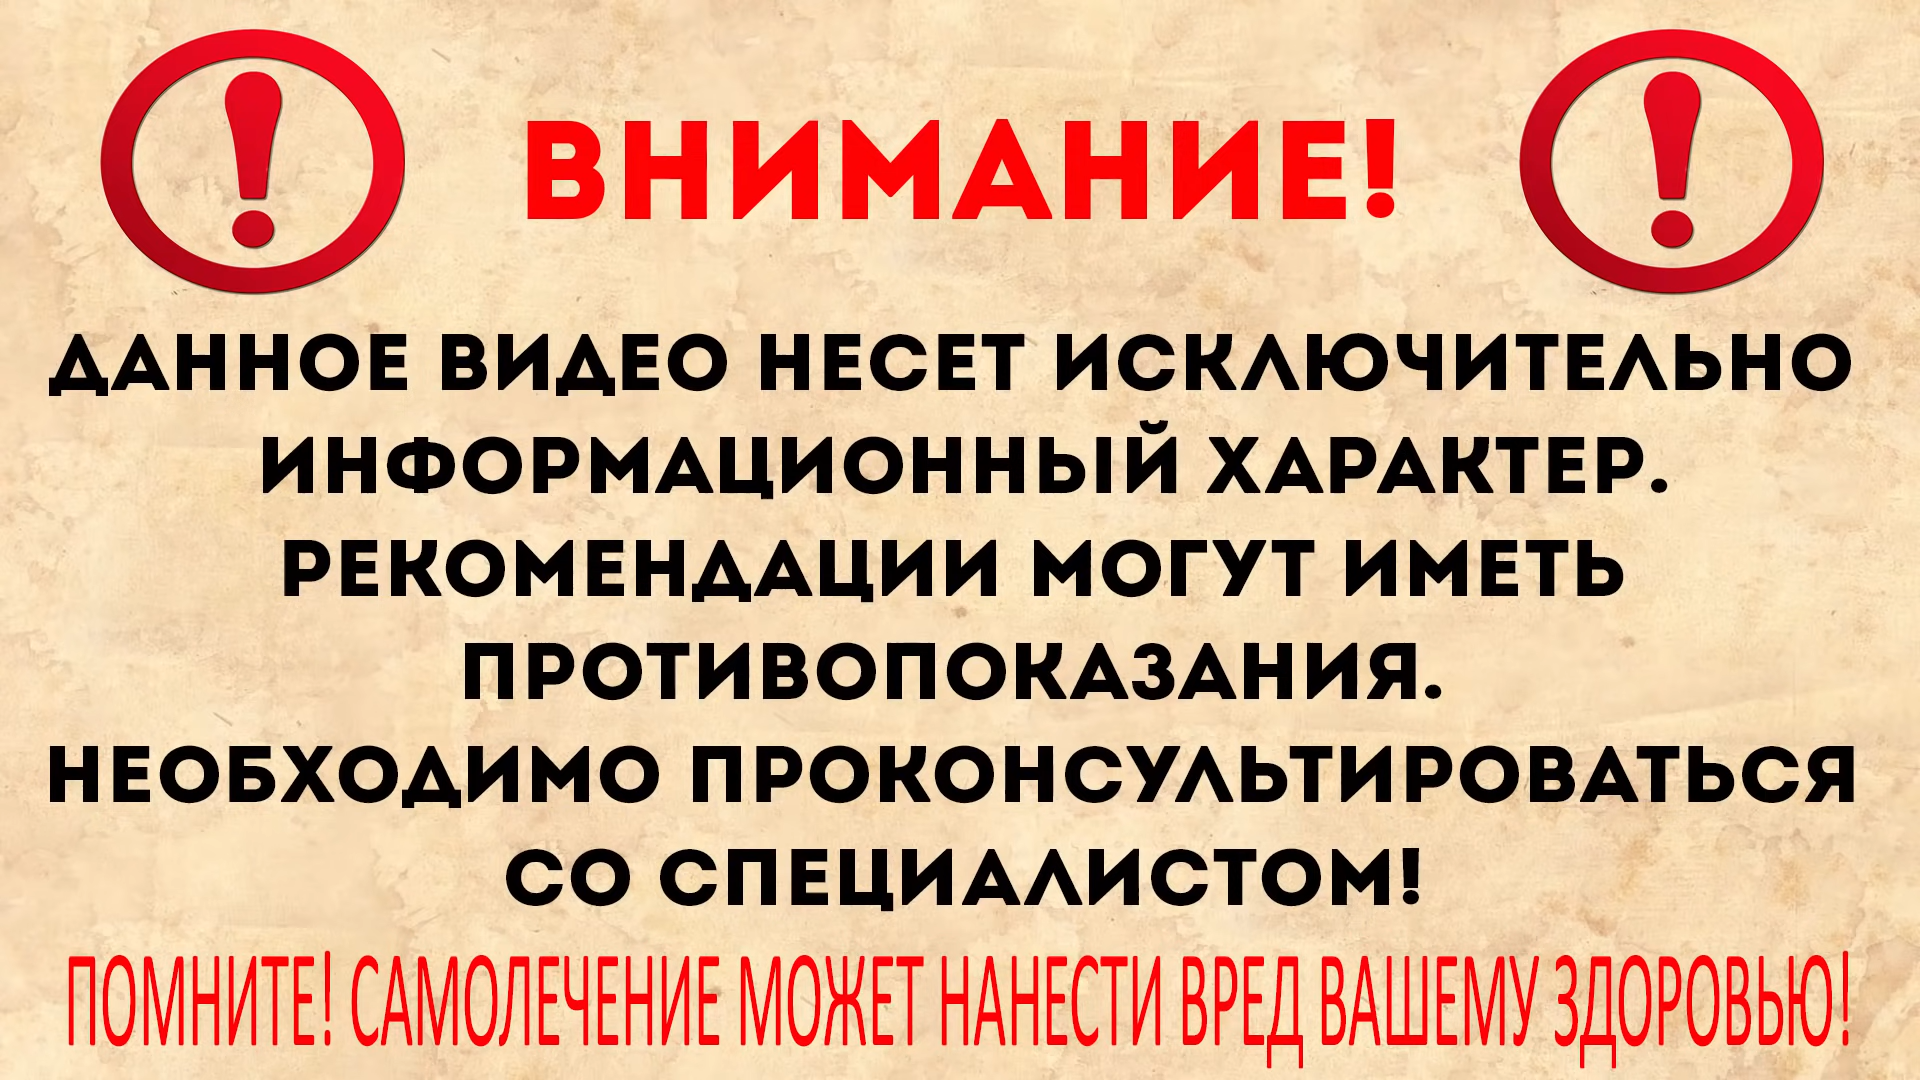 ВНИМАНИЕ!
ДАННОЕ ВИДЕО НЕСЕТ ИСКЛЮЧИТЕЛЬНО
ИНФОРМАЦИОННЫЙ ХАРАКТЕР.
РЕКОМЕНДАЦИИ МОГУТ ИМЕТЬ
ПРОТИВОПОКАЗАНИЯ.
НЕОБХОДИМО ПРОКОНСУЛЬТИРОВАТЬСЯ
СО СПЕЦИАЛИСТОМ!
ПОМНИТЕ! САМОЛЕЧЕНИЕ МОЖЕТ НАНЕСТИ ВРЕД ВАШЕМУ ЗДОРОВЬЮ!